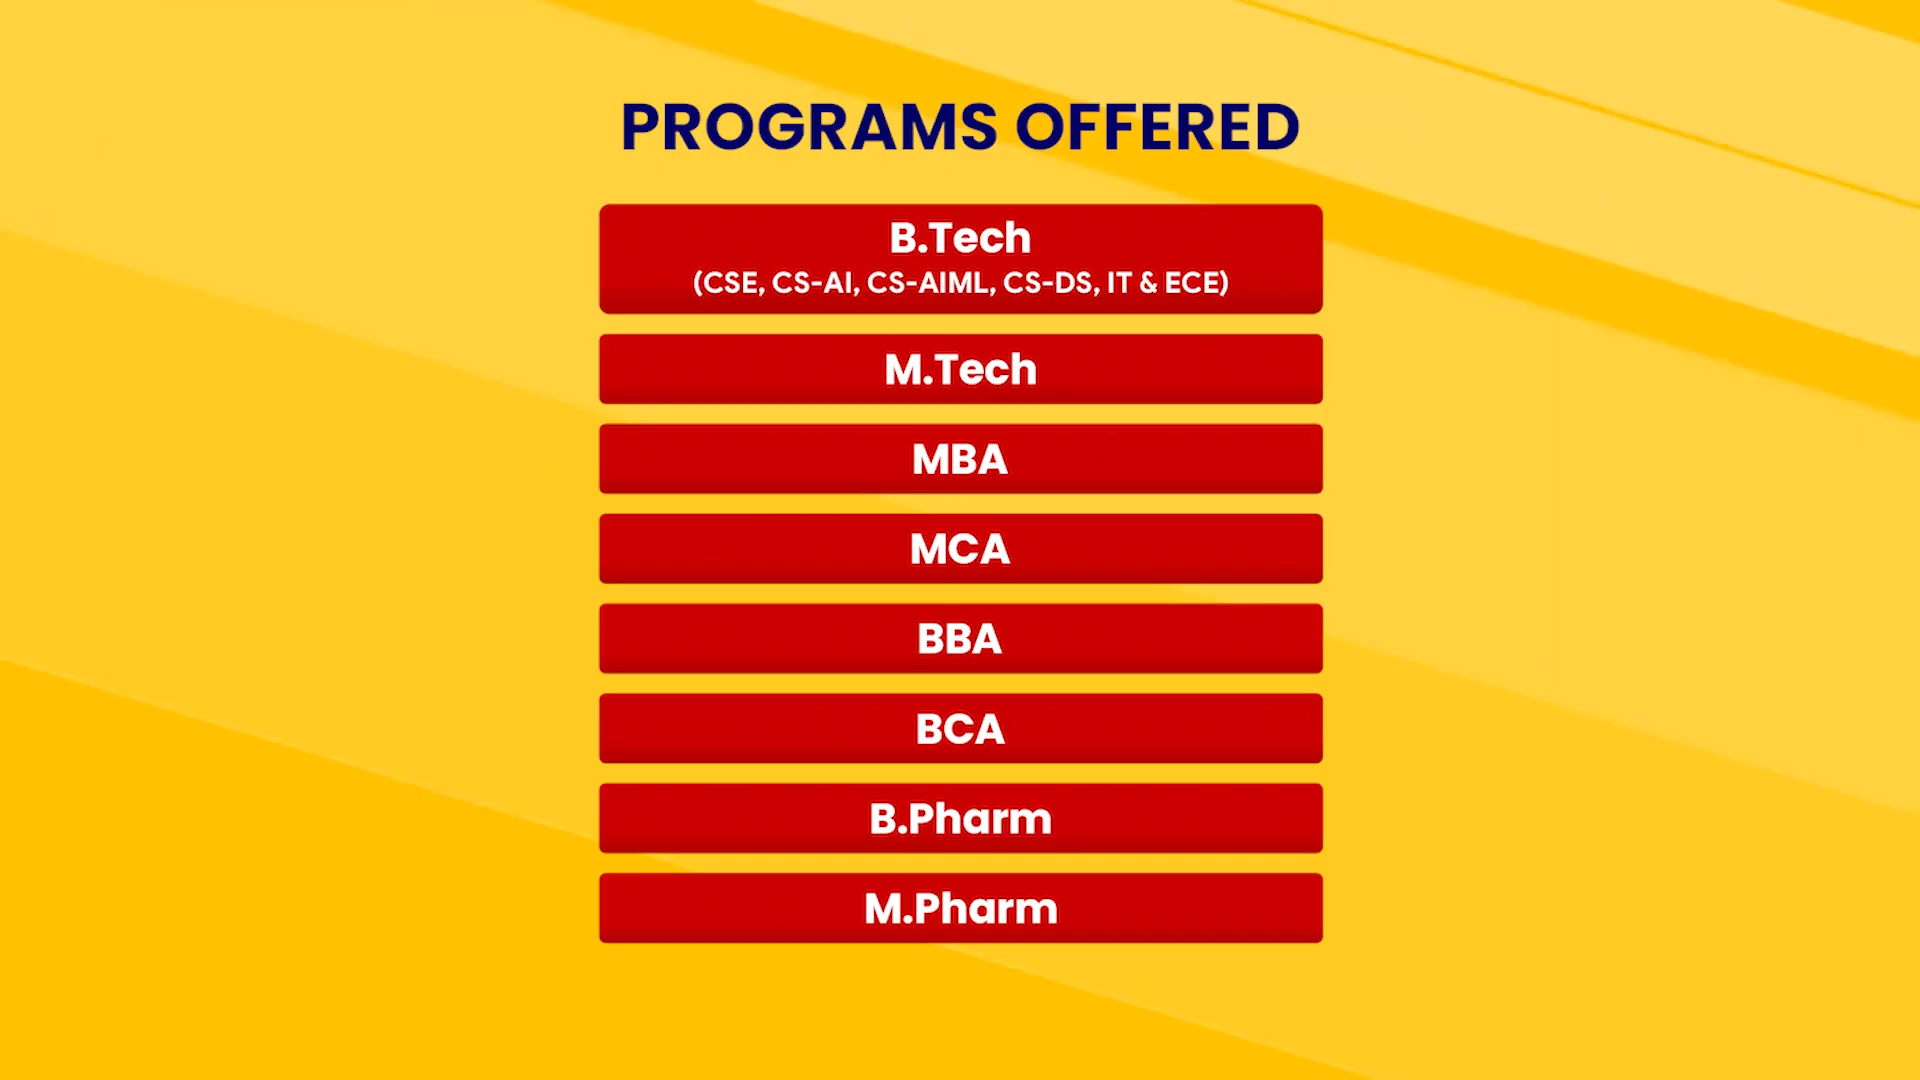 PROGRAMS OFFERED
B.Tech
(CSE, CS-AI, CS-AIML, CS-DS, IT & ECE)
M.Tech
MBA
MCA
BBA
BCA
B.Pharm
M.Pharm